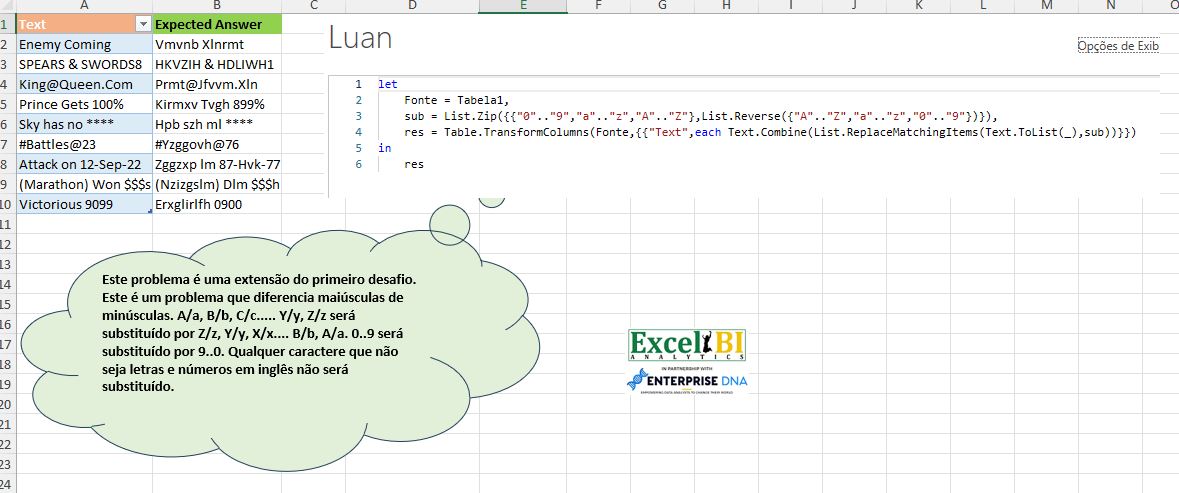 A B C D E F G H I J K L M N O
1 Text Expected Answer
2 Enemy Coming Vmvnb Xlnrmt
3 SPEARS & SWORDS8 HKVZIH & HDLIWH1
4 King@Queen.Com Prmt@Jfvvm.Xln
5 Prince Gets 100% Kirmxv Tvgh 899%
6 Sky has no **** Hpb szh ml ****
7 #Battles@23 #Yzggovh@76
8 Attack on 12-Sep-22 Zggzxp lm 87-Hvk-77
9 (Marathon) Won $$$s (Nzizgslm) Dlm $$$h
10 Victorious 9099 Erxglirlfh 0900
11
12
13
14
15
16
17
18
19
20
21
22
23
24
Luan
Opções de Exib
1 let
2 Fonte = Tabela1,
3 sub = List.Zip({{"0".."9","a".."z","A".."Z"},List.Reverse({"A".."Z","a".."z","0".."9"})}),
4 res = Table.TransformColumns(Fonte,{{"Text",each Text.Combine(List.ReplaceMatchingItems(Text.ToList(_),sub))}})
5 in
6 res
Este problema é uma extensão do primeiro desafio.
Este é um problema que diferencia maiúsculas de
minúsculas. A/a, B/b, C/c..... Y/y, Z/z será
substituído por Z/z, Y/y, X/x.... B/b, A/a. 0..9 será
substituído por 9..0. Qualquer caractere que não
seja letras e números em inglês não será
substituído.
Excel BI
ANALYTICS
IN PARTNERSHIP WITH
ENTERPRISE DNA
EMPOWERING DATA ANALYSTS TO CHANGE THEIR WORLD